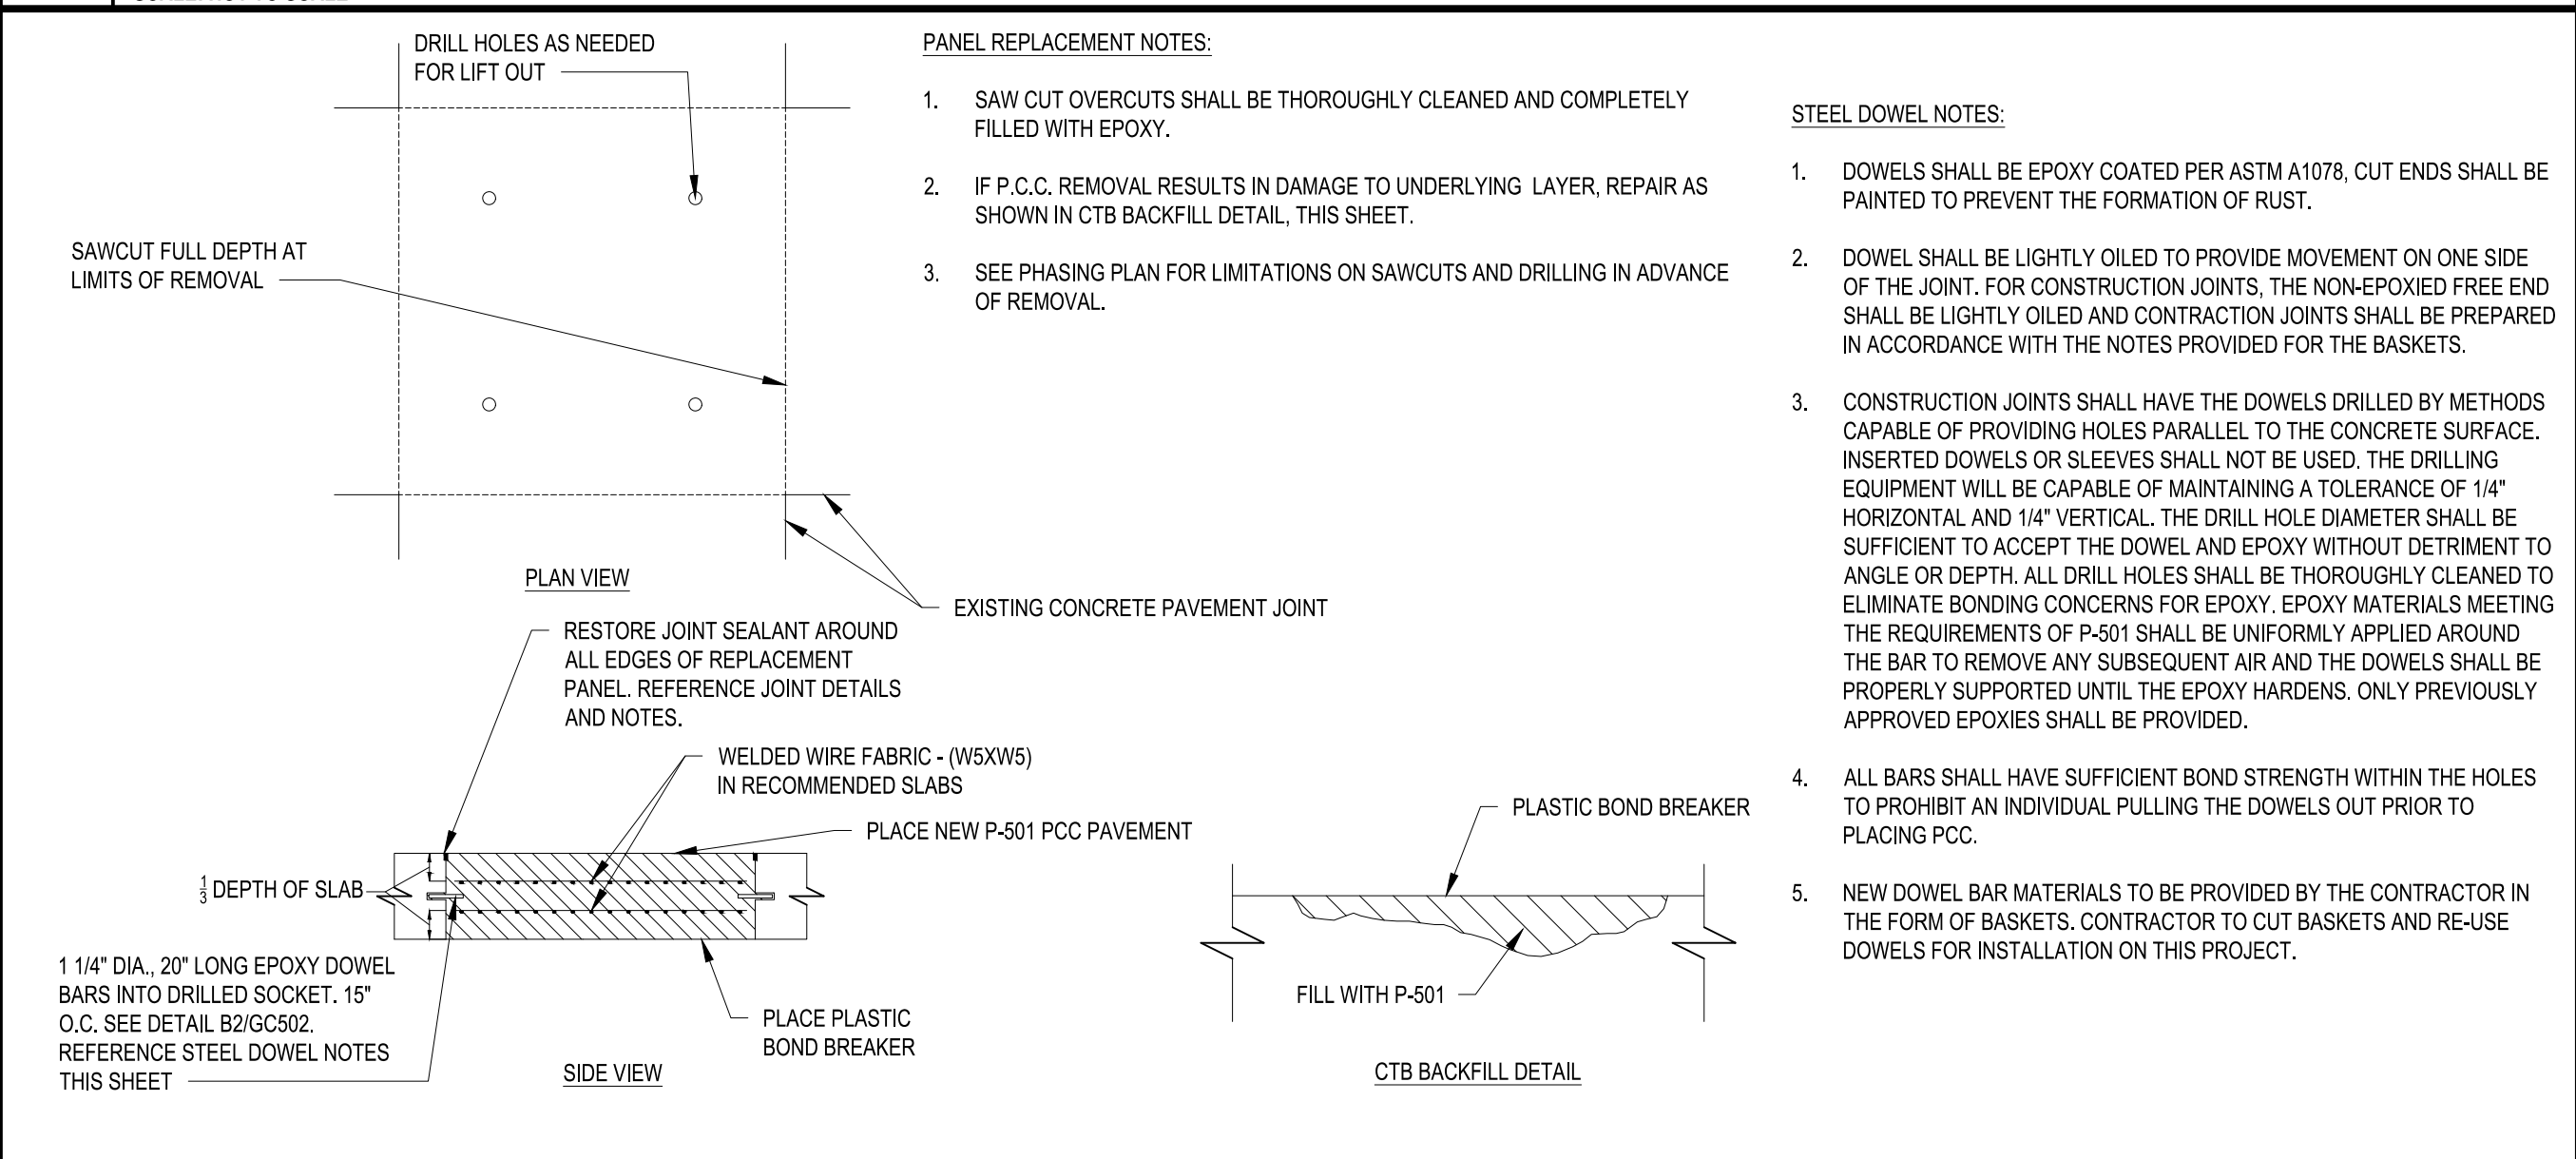 DRILL HOLES AS NEEDED
FOR LIFT OUT
SAWCUT FULL DEPTH AT
LIMITS OF REMOVAL
PLAN VIEW
EXISTING CONCRETE PAVEMENT JOINT
RESTORE JOINT SEALANT AROUND
ALL EDGES OF REPLACEMENT
PANEL. REFERENCE JOINT DETAILS
AND NOTES.
WELDED WIRE FABRIC - (W5XW5)
IN RECOMMENDED SLABS
PLACE NEW P-501 PCC PAVEMENT
1/3 DEPTH OF SLAB
1 1/4" DIA., 20" LONG EPOXY DOWEL
BARS INTO DRILLED SOCKET. 15"
O.C. SEE DETAIL B2/GC502.
REFERENCE STEEL DOWEL NOTES
THIS SHEET
PLACE PLASTIC
BOND BREAKER
SIDE VIEW
PANEL REPLACEMENT NOTES:
1. SAW CUT OVERCUTS SHALL BE THOROUGHLY CLEANED AND COMPLETELY
FILLED WITH EPOXY.
2. IF P.C.C. REMOVAL RESULTS IN DAMAGE TO UNDERLYING LAYER, REPAIR AS
SHOWN IN CTB BACKFILL DETAIL, THIS SHEET.
3. SEE PHASING PLAN FOR LIMITATIONS ON SAWCUTS AND DRILLING IN ADVANCE
OF REMOVAL.
PLASTIC BOND BREAKER
FILL WITH P-501
CTB BACKFILL DETAIL
STEEL DOWEL NOTES:
1. DOWELS SHALL BE EPOXY COATED PER ASTM A1078, CUT ENDS SHALL BE
PAINTED TO PREVENT THE FORMATION OF RUST.
2. DOWEL SHALL BE LIGHTLY OILED TO PROVIDE MOVEMENT ON ONE SIDE
OF THE JOINT. FOR CONSTRUCTION JOINTS, THE NON-EPOXIED FREE END
SHALL BE LIGHTLY OILED AND CONTRACTION JOINTS SHALL BE PREPARED
IN ACCORDANCE WITH THE NOTES PROVIDED FOR THE BASKETS.
3. CONSTRUCTION JOINTS SHALL HAVE THE DOWELS DRILLED BY METHODS
CAPABLE OF PROVIDING HOLES PARALLEL TO THE CONCRETE SURFACE.
INSERTED DOWELS OR SLEEVES SHALL NOT BE USED. THE DRILLING
EQUIPMENT WILL BE CAPABLE OF MAINTAINING A TOLERANCE OF 1/4"
HORIZONTAL AND 1/4" VERTICAL. THE DRILL HOLE DIAMETER SHALL BE
SUFFICIENT TO ACCEPT THE DOWEL AND EPOXY WITHOUT DETRIMENT TO
ANGLE OR DEPTH. ALL DRILL HOLES SHALL BE THOROUGHLY CLEANED TO
ELIMINATE BONDING CONCERNS FOR EPOXY. EPOXY MATERIALS MEETING
THE REQUIREMENTS OF P-501 SHALL BE UNIFORMLY APPLIED AROUND
THE BAR TO REMOVE ANY SUBSEQUENT AIR AND THE DOWELS SHALL BE
PROPERLY SUPPORTED UNTIL THE EPOXY HARDENS. ONLY PREVIOUSLY
APPROVED EPOXIES SHALL BE PROVIDED.
4. ALL BARS SHALL HAVE SUFFICIENT BOND STRENGTH WITHIN THE HOLES
TO PROHIBIT AN INDIVIDUAL PULLING THE DOWELS OUT PRIOR TO
PLACING PCC.
5. NEW DOWEL BAR MATERIALS TO BE PROVIDED BY THE CONTRACTOR IN
THE FORM OF BASKETS. CONTRACTOR TO CUT BASKETS AND RE-USE
DOWELS FOR INSTALLATION ON THIS PROJECT.